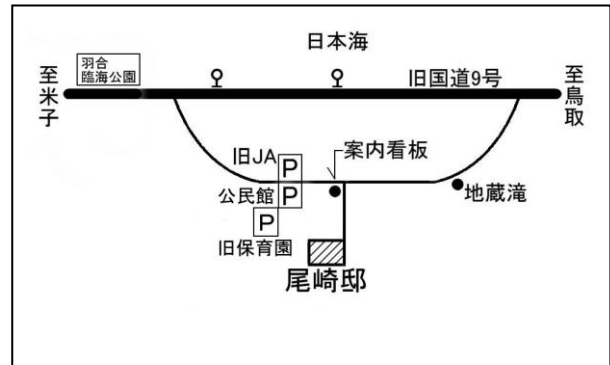 日本海
羽合
臨海公園
旧国道9号
至米子
至鳥取
旧JA
P
案内看板
公民館
P
地蔵滝
P
旧保育園
尾崎邸